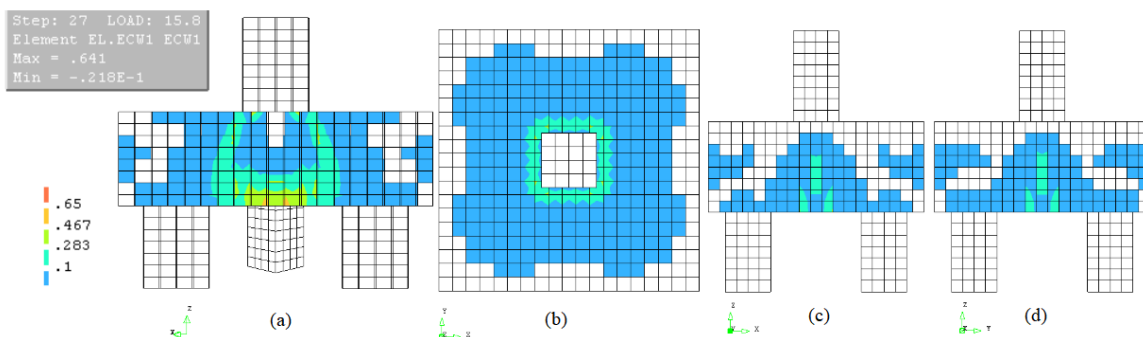 Step: 27 LOAD: 15.8
Element EL.ECW1 ECW1
Max = .641
Min = -.218E-1
.65
.467
.283
.1
Z
X
(a)
Y
Z X
(b)
Z
Y X
(c)
Z
X Y
(d)